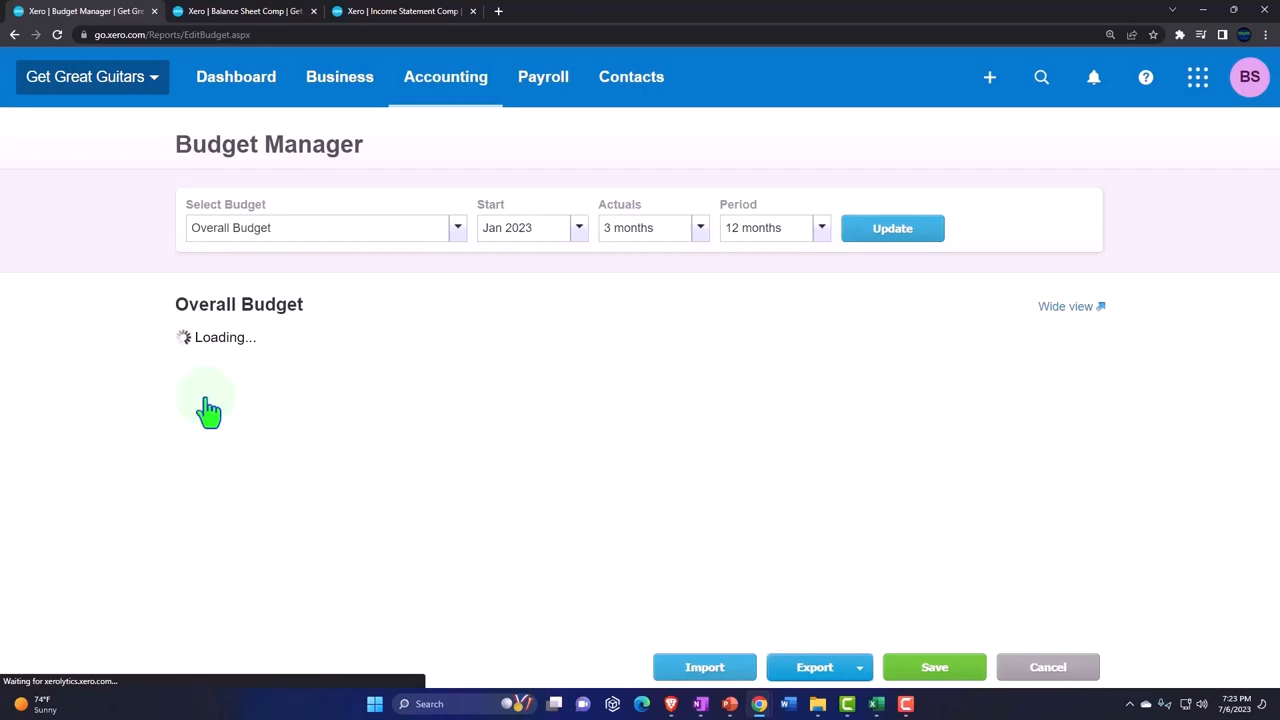 Xero | Budget Manager | Get Gre
Xero | Balance Sheet Comp | Get
Xero | Income Statement Comp |
go.xero.com/Reports/EditBudget.aspx
Get Great Guitars
Dashboard
Business
Accounting
Payroll
Contacts
BS
Budget Manager
Select Budget
Start
Actuals
Period
Overall Budget
Jan 2023
3 months
12 months
Update
Overall Budget
Wide view
Loading...
Import
Export
Save
Cancel
Waiting for xerolytics.xero.com...
74°F
Sunny
Search
7:23 PM
7/6/2023